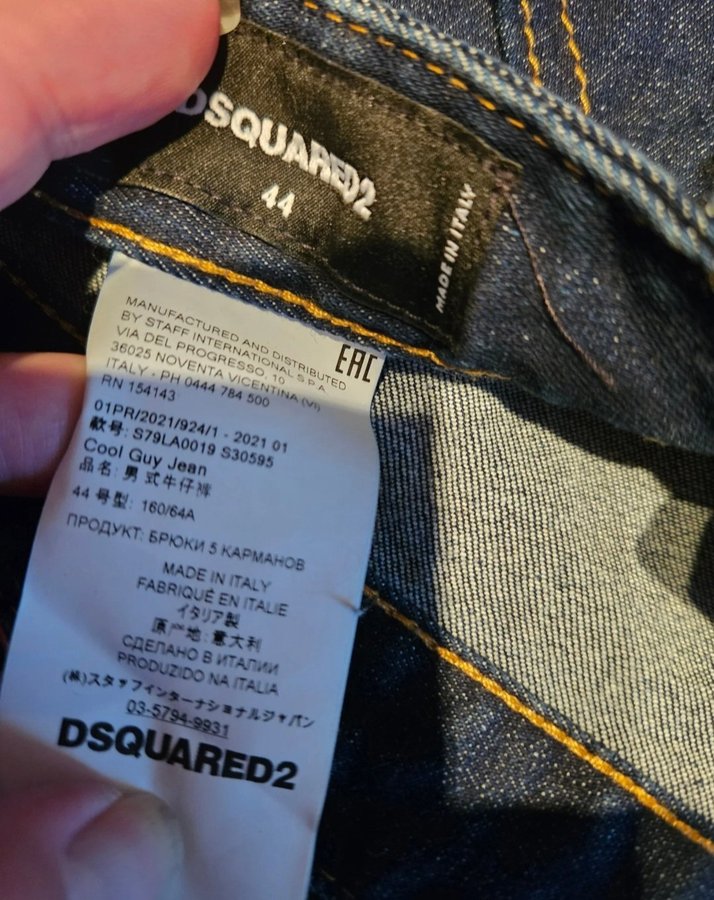 DSQUARED2
44
MADE IN ITALY
MANUFACTURED AND DISTRIBUTED
BY STAFF INTERNATIONAL S.P.A.
VIA DEL PROGRESSO, 10
36025 NOVENTA VICENTINA (VI)
ITALY - PH 0444 784 500
RN 154143
EAC
01PR/2021/924/1 - 2021 01
款号: S79LA0019 S30595
Cool Guy Jean
品名: 男式牛仔裤
44 号型: 160/64A
ПРОДУКТ: БРЮКИ 5 КАРМАНОВ
MADE IN ITALY
FABRIQUÉ EN ITALIE
イタリア製
原产地: 意大利
СДЕЛАНО В ИТАЛИИ
PRODUZIDO NA ITALIA
(株)スタッフインターナショナルジャパン
03-5794-9931
DSQUARED2